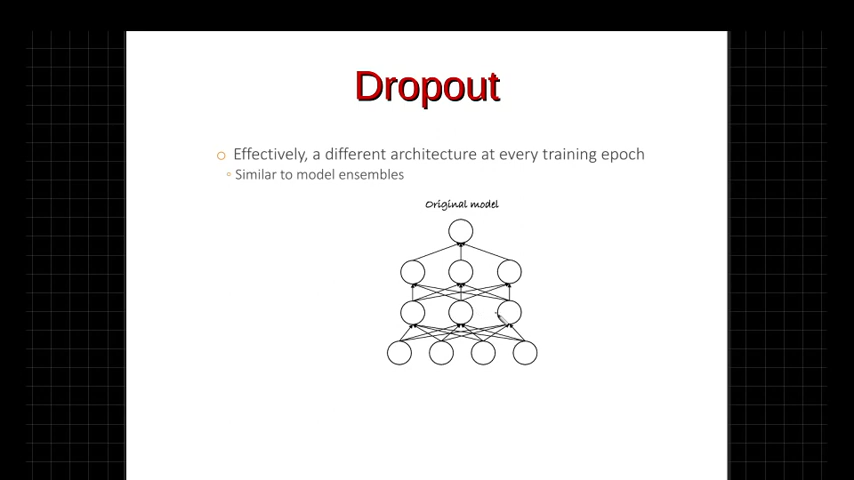 Dropout
Effectively, a different architecture at every training epoch
Similar to model ensembles
Original model